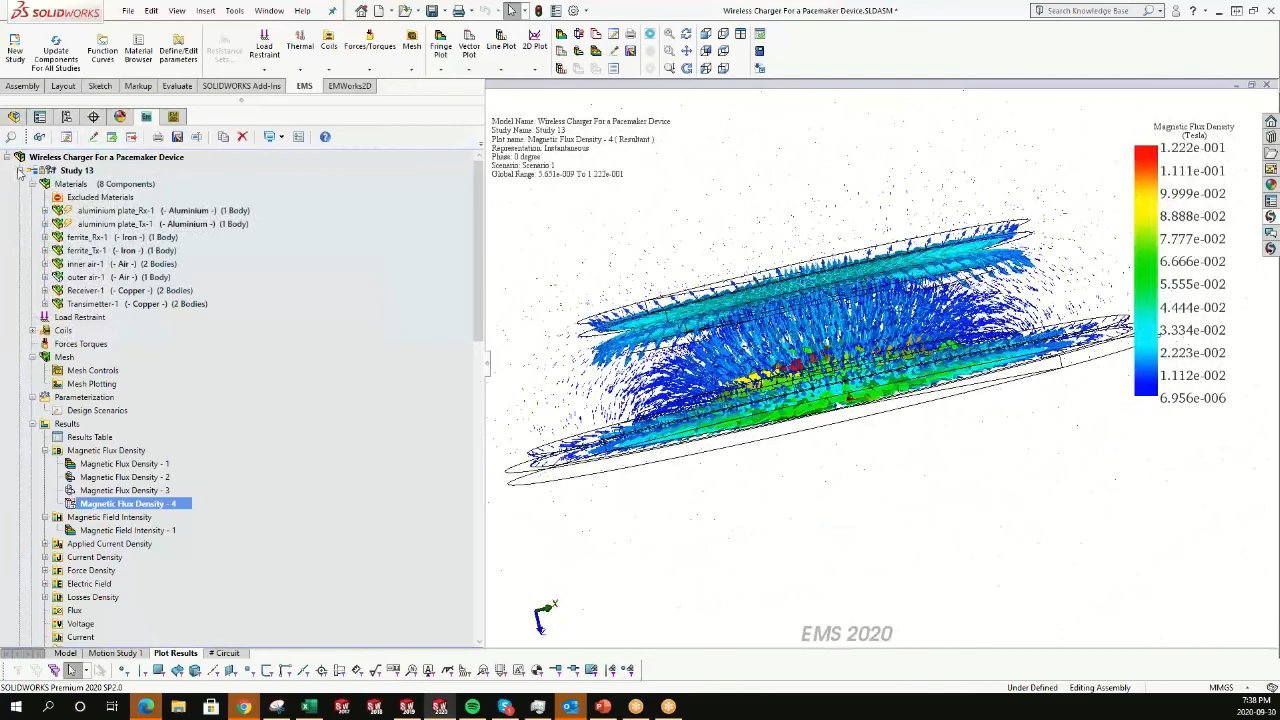 SOLIDWORKS File Edit View Insert Tools Window Help
Wireless Charger For a Pacemaker Device.SLDASM *
Search Knowledge Base
New Study
Update Components For All Studies
Function Curves
Material Browser
Define/Edit parameters
Resistance Sets...
Load Restraint
Thermal
Coils
Forces/Torques
Mesh
Fringe Plot
Vector Plot
Line Plot
2D Plot
Assembly Layout Sketch Markup Evaluate SOLIDWORKS Add-Ins EMS EMWorks2D
Wireless Charger For a Pacemaker Device
Study 13
Materials (8 Components)
Excluded Materials
aluminium plate_Rx-1 (- Aluminium -) (1 Body)
aluminium plate_Tx-1 (- Aluminium -) (1 Body)
ferrite_Rx-1 (- Iron -) (1 Body)
ferrite_Tx-1 (- Iron -) (1 Body)
inner air-1 (- Air -) (2 Bodies)
outer air-1 (- Air -) (1 Body)
Receiver-1 (- Copper -) (2 Bodies)
Transimetter-1 (- Copper -) (2 Bodies)
Load Restraint
Coils
Forces Torques
Mesh
Mesh Controls
Mesh Plotting
Parameterization
Design Scenarios
Results
Results Table
Magnetic Flux Density
Magnetic Flux Density - 1
Magnetic Flux Density - 2
Magnetic Flux Density - 3
Magnetic Flux Density - 4
Magnetic Field Intensity
Magnetic Field Intensity - 1
Applied Current Density
Current Density
Force Density
Electric Field
Losses Density
Flux
Voltage
Current
Model Name: Wireless Charger For a Pacemaker Device
Study Name: Study 13
Plot name: Magnetic Flux Density - 4 ( Resultant )
Representation: Instantaneous
Phase: 0 degree
Scenario: Scenario 1
Global Range: 5.651e-009 To 1.222e-001
Magnetic Flux Density
(Tesla)
1.222e-001
1.111e-001
9.999e-002
8.888e-002
7.777e-002
6.666e-002
5.555e-002
4.444e-002
3.334e-002
2.223e-002
1.112e-002
6.956e-006
X
EMS 2020
Model Motion Study 1 Plot Results # Circuit
SOLIDWORKS Premium 2020 SP2.0
Under Defined Editing Assembly MMGS
7:38 PM
2020-09-30